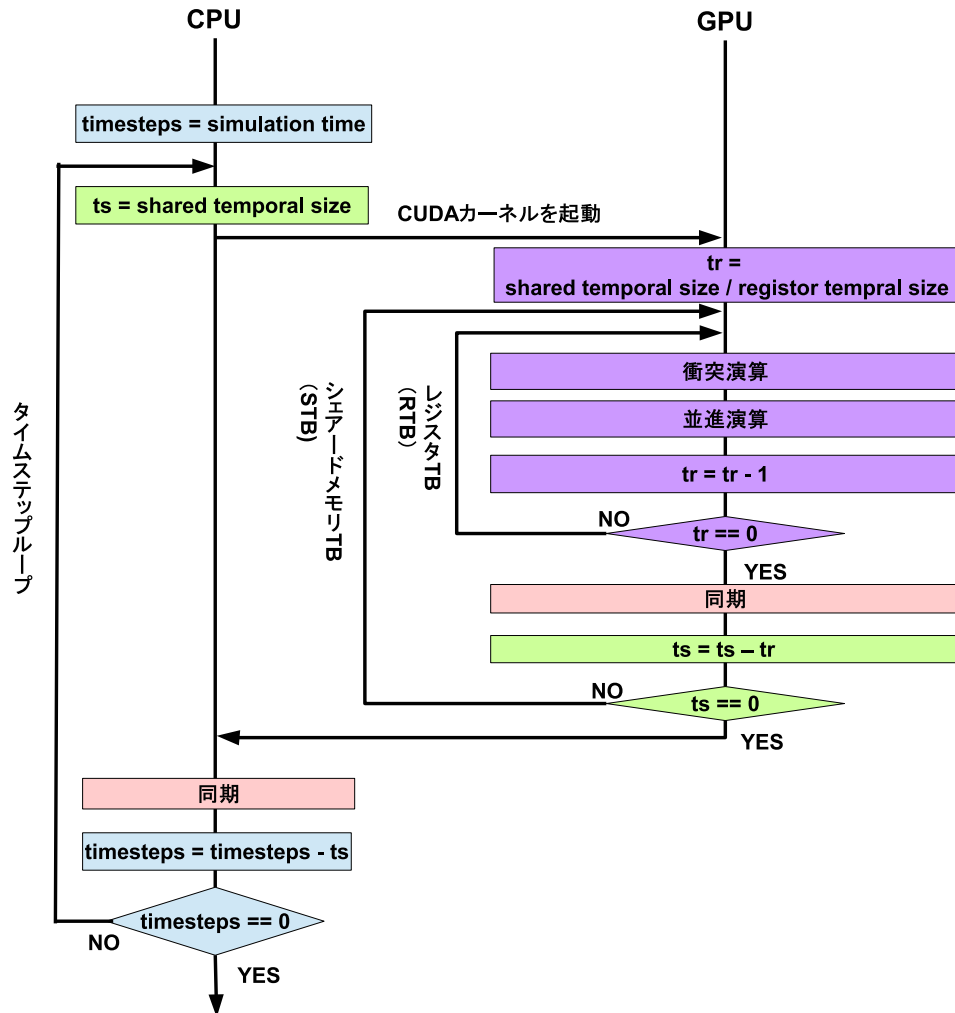 CPU
GPU
timesteps = simulation time
ts = shared temporal size
CUDAカーネルを起動
tr =
shared temporal size / registor tempral size
衝突演算
並進演算
tr = tr - 1
NO
tr == 0
YES
同期
ts = ts – tr
NO
ts == 0
YES
レジスタTB
（RTB）
シェアードメモリTB
（STB)
タイムステップループ
同期
timesteps = timesteps - ts
timesteps == 0
NO
YES